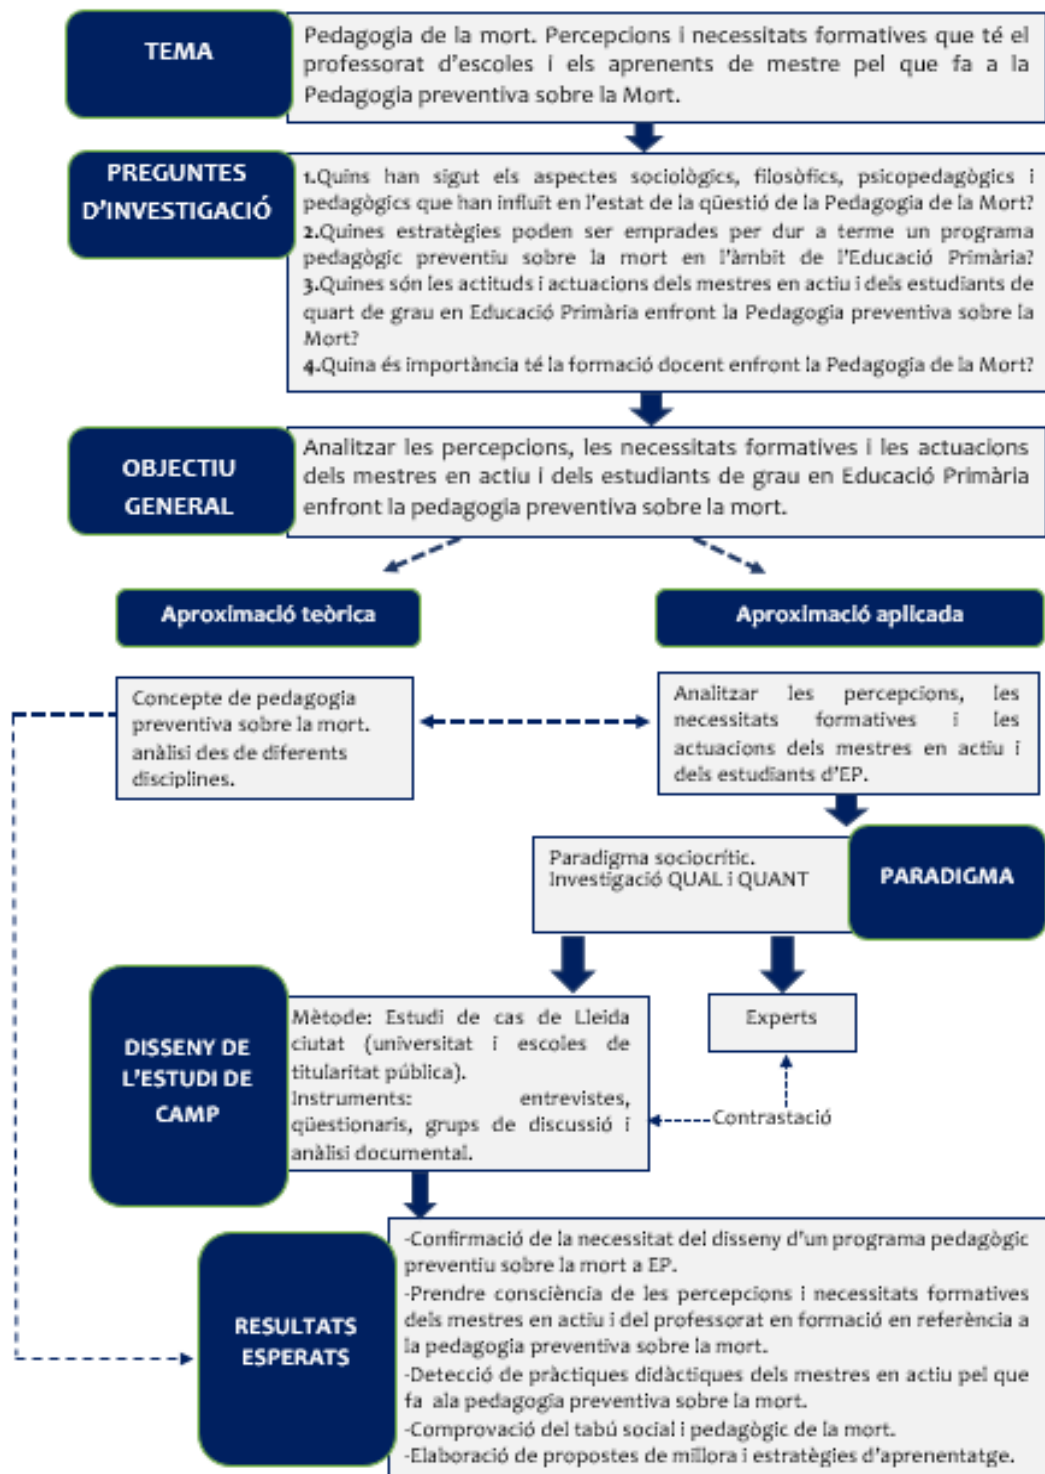 TEMA
Pedagogia de la mort. Percepcions i necessitats formatives que té el
professorat d'escoles i els aprenents de mestre pel que fa a la
Pedagogia preventiva sobre la Mort.
PREGUNTES
D'INVESTIGACIÓ
1.Quins han sigut els aspectes sociològics, filosòfics, psicopedagògics i
pedagògics que han influït en l'estat de la qüestió de la Pedagogia de la Mort?
2.Quines estratègies poden ser emprades per dur a terme un programa
pedagògic preventiu sobre la mort en l'àmbit de l'Educació Primària?
3.Quines són les actituds i actuacions dels mestres en actiu i dels estudiants de
quart de grau en Educació Primària enfront la Pedagogia preventiva sobre la
Mort?
4.Quina és importància té la formació docent enfront la Pedagogia de la Mort?
OBJECTIU
GENERAL
Analitzar les percepcions, les necessitats formatives i les actuacions
dels mestres en actiu i dels estudiants de grau en Educació Primària
enfront la pedagogia preventiva sobre la mort.
Aproximació teòrica
Aproximació aplicada
Concepte de pedagogia
preventiva sobre la mort.
anàlisi des de diferents
disciplines.
Analitzar les percepcions, les
necessitats formatives i les
actuacions dels mestres en actiu i
dels estudiants d'EP.
Paradigma sociocrític.
Investigació QUAL i QUANT
PARADIGMA
DISSENY DE
L'ESTUDI DE
CAMP
Mètode: Estudi de cas de Lleida
ciutat (universitat i escoles de
titularitat pública).
Instruments: entrevistes,
qüestionaris, grups de discussió i
anàlisi documental.
Experts
Contrastació
RESULTATS
ESPERATS
-Confirmació de la necessitat del disseny d'un programa pedagògic
preventiu sobre la mort a EP.
-Prendre consciència de les percepcions i necessitats formatives
dels mestres en actiu i del professorat en formació en referència a
la pedagogia preventiva sobre la mort.
-Detecció de pràctiques didàctiques dels mestres en actiu pel que
fa ala pedagogia preventiva sobre la mort.
-Comprovació del tabú social i pedagògic de la mort.
-Elaboració de propostes de millora i estratègies d'aprenentatge.